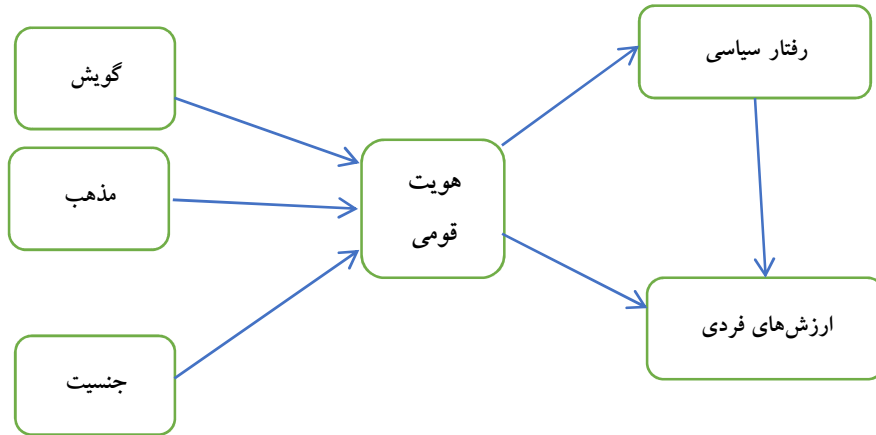 رفتار سیاسی
گویش
مذهب
هویت
قومی
ارزش‌های فردی
جنسیت